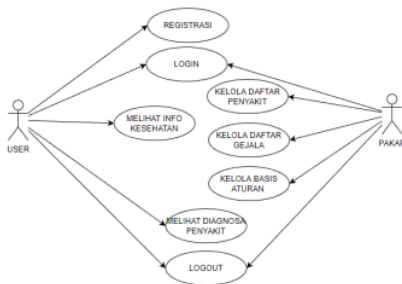 REGISTRASI
LOGIN
KELOLA DAFTAR
PENYAKIT
MELIHAT INFO
KESEHATAN
USER
PAKAR
KELOLA DAFTAR
GEJALA
KELOLA BASIS
ATURAN
MELIHAT DIAGNOSA
PENYAKIT
LOGOUT